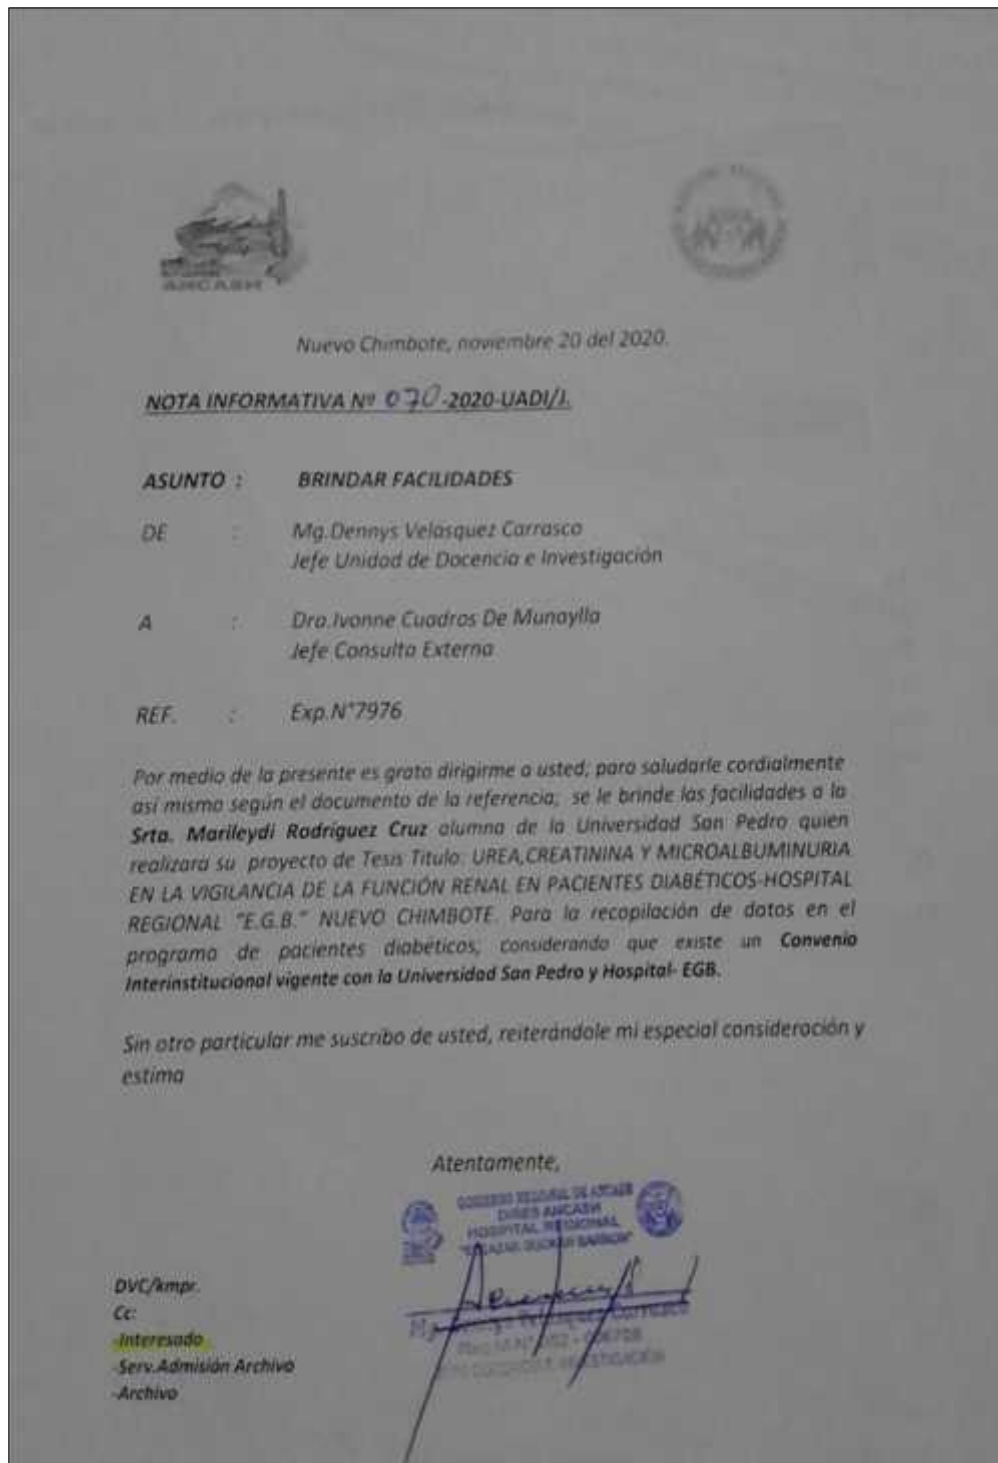 ANCASH
Nuevo Chimbote, noviembre 20 del 2020.
NOTA INFORMATIVA Nº 070-2020-UADI/J.
ASUNTO : BRINDAR FACILIDADES
DE : Mg.Dennys Velasquez Carrasco
Jefe Unidad de Docencia e Investigación
A : Dra.Ivonne Cuadros De Munaylla
Jefe Consulta Externa
REF. : Exp.N°7976
Por medio de la presente es grato dirigirme a usted; para saludarle cordialmente
así mismo según el documento de la referencia; se le brinde las facilidades a la
Srta. Marileydi Rodríguez Cruz alumna de la Universidad San Pedro quien
realizara su proyecto de Tesis Titulo: UREA,CREATININA Y MICROALBUMINURIA
EN LA VIGILANCIA DE LA FUNCIÓN RENAL EN PACIENTES DIABÉTICOS-HOSPITAL
REGIONAL "E.G.B." NUEVO CHIMBOTE. Para la recopilación de datos en el
programa de pacientes diabéticos; considerando que existe un Convenio
Interinstitucional vigente con la Universidad San Pedro y Hospital- EGB.
Sin otro particular me suscribo de usted, reiterándole mi especial consideración y
estima
Atentamente,
GOBIERNO REGIONAL DE ANCASH
DIRES ANCASH
HOSPITAL REGIONAL
Carrasco
INVESTIGACIÓN
DVC/kmpr.
Cc:
-Interesado
-Serv.Admisión Archivo
-Archivo